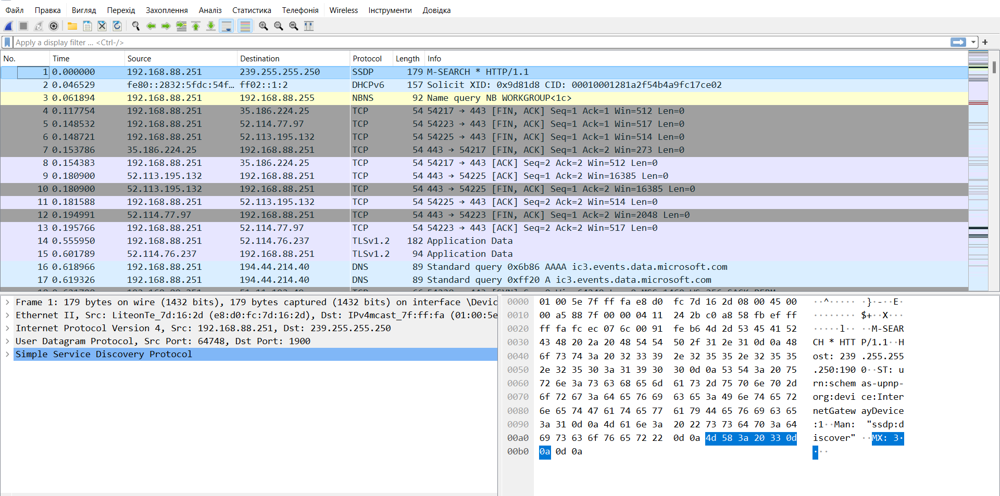 Файл Правка Вигляд Перехід Захоплення Аналіз Статистика Телефонія Wireless Інструменти Довідка
Apply a display filter ... <Ctrl-/>
No. Time Source Destination Protocol Length Info
1 0.000000 192.168.88.251 239.255.255.250 SSDP 179 M-SEARCH * HTTP/1.1
2 0.046529 fe80::2832:5fdc:54f… ff02::1:2 DHCPv6 157 Solicit XID: 0x9d81d8 CID: 00010001281a2f54b4a9fc17ce02
3 0.061894 192.168.88.251 192.168.88.255 NBNS 92 Name query NB WORKGROUP<1c>
4 0.117754 192.168.88.251 35.186.224.25 TCP 54 54217 → 443 [FIN, ACK] Seq=1 Ack=1 Win=512 Len=0
5 0.148532 192.168.88.251 52.114.77.97 TCP 54 54223 → 443 [FIN, ACK] Seq=1 Ack=1 Win=517 Len=0
6 0.148721 192.168.88.251 52.113.195.132 TCP 54 54225 → 443 [FIN, ACK] Seq=1 Ack=1 Win=514 Len=0
7 0.153786 35.186.224.25 192.168.88.251 TCP 54 443 → 54217 [FIN, ACK] Seq=1 Ack=2 Win=273 Len=0
8 0.154383 192.168.88.251 35.186.224.25 TCP 54 54217 → 443 [ACK] Seq=2 Ack=2 Win=512 Len=0
9 0.180900 52.113.195.132 192.168.88.251 TCP 54 443 → 54225 [ACK] Seq=1 Ack=2 Win=16385 Len=0
10 0.180900 52.113.195.132 192.168.88.251 TCP 54 443 → 54225 [FIN, ACK] Seq=1 Ack=2 Win=16385 Len=0
11 0.181588 192.168.88.251 52.113.195.132 TCP 54 54225 → 443 [ACK] Seq=2 Ack=2 Win=514 Len=0
12 0.194991 52.114.77.97 192.168.88.251 TCP 54 443 → 54223 [FIN, ACK] Seq=1 Ack=2 Win=2048 Len=0
13 0.195766 192.168.88.251 52.114.77.97 TCP 54 54223 → 443 [ACK] Seq=2 Ack=2 Win=517 Len=0
14 0.555950 192.168.88.251 52.114.76.237 TLSv1.2 182 Application Data
15 0.601789 52.114.76.237 192.168.88.251 TLSv1.2 94 Application Data
16 0.618966 192.168.88.251 194.44.214.40 DNS 89 Standard query 0x6b86 AAAA ic3.events.data.microsoft.com
17 0.619326 192.168.88.251 194.44.214.40 DNS 89 Standard query 0xff20 A ic3.events.data.microsoft.com
Frame 1: 179 bytes on wire (1432 bits), 179 bytes captured (1432 bits) on interface \Devic
Ethernet II, Src: LiteonTe_7d:16:2d (e8:d0:fc:7d:16:2d), Dst: IPv4mcast_7f:ff:fa (01:00:5e
Internet Protocol Version 4, Src: 192.168.88.251, Dst: 239.255.255.250
User Datagram Protocol, Src Port: 64748, Dst Port: 1900
Simple Service Discovery Protocol
0000 01 00 5e 7f ff fa e8 d0 fc 7d 16 2d 08 00 45 00 ··^····· ·}·-··E·
0010 00 a5 88 7f 00 00 04 11 24 2b c0 a8 58 fb ef ff ········ $+··X···
0020 ff fa fc ec 07 6c 00 91 fe b6 4d 2d 53 45 41 52 ·····l·· ··M-SEAR
0030 43 48 20 2a 20 48 54 54 50 2f 31 2e 31 0d 0a 48 CH * HTT P/1.1··H
0040 6f 73 74 3a 20 32 33 39 2e 32 35 35 2e 32 35 35 ost: 239 .255.255
0050 2e 32 35 30 3a 31 39 30 30 0d 0a 53 54 3a 20 75 .250:190 0··ST: u
0060 72 6e 3a 73 63 68 65 6d 61 73 2d 75 70 6e 70 2d rn:schem as-upnp-
0070 6f 72 67 3a 64 65 76 69 63 65 3a 49 6e 74 65 72 org:devi ce:Inter
0080 6e 65 74 47 61 74 65 77 61 79 44 65 76 69 63 65 netGatew ayDevice
0090 3a 31 0d 0a 4d 61 6e 3a 20 22 73 73 64 70 3a 64 :1··Man: "ssdp:d
00a0 69 73 63 6f 76 65 72 22 0d 0a 4d 58 3a 20 33 0d iscover" ··MX: 3·
00b0 0a 0d 0a ···